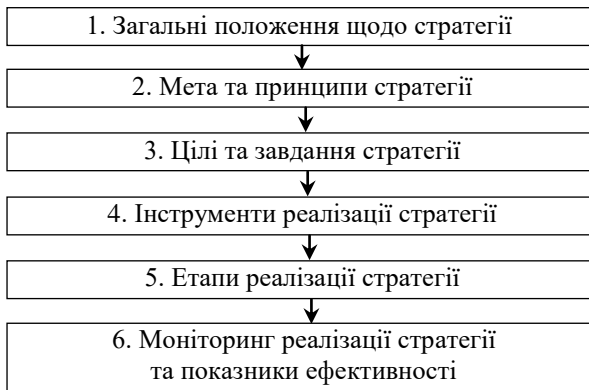 1. Загальні положення щодо стратегії
2. Мета та принципи стратегії
3. Цілі та завдання стратегії
4. Інструменти реалізації стратегії
5. Етапи реалізації стратегії
6. Моніторинг реалізації стратегії
та показники ефективності